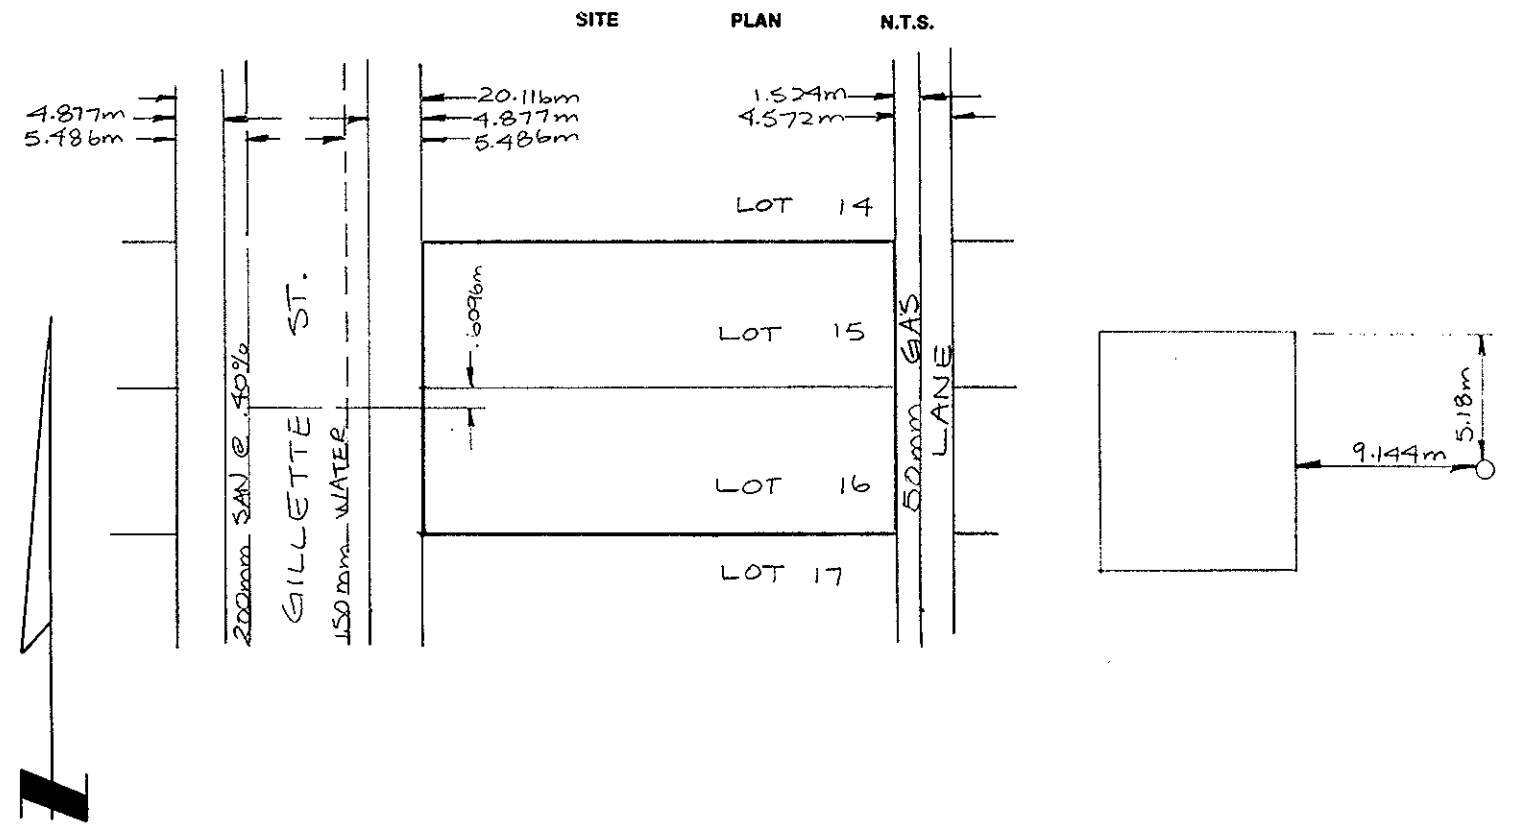 SITE PLAN N.T.S.
20.116m 1.524m
4.877m 4.877m 4.572m
5.486m 5.486m
LOT 14
.6096m
LOT 15
LOT 16
LOT 17
200mm SAN @ .40%
GILLETTE ST.
150mm WATER
50mm GAS
LANE
5.18m
9.144m
N